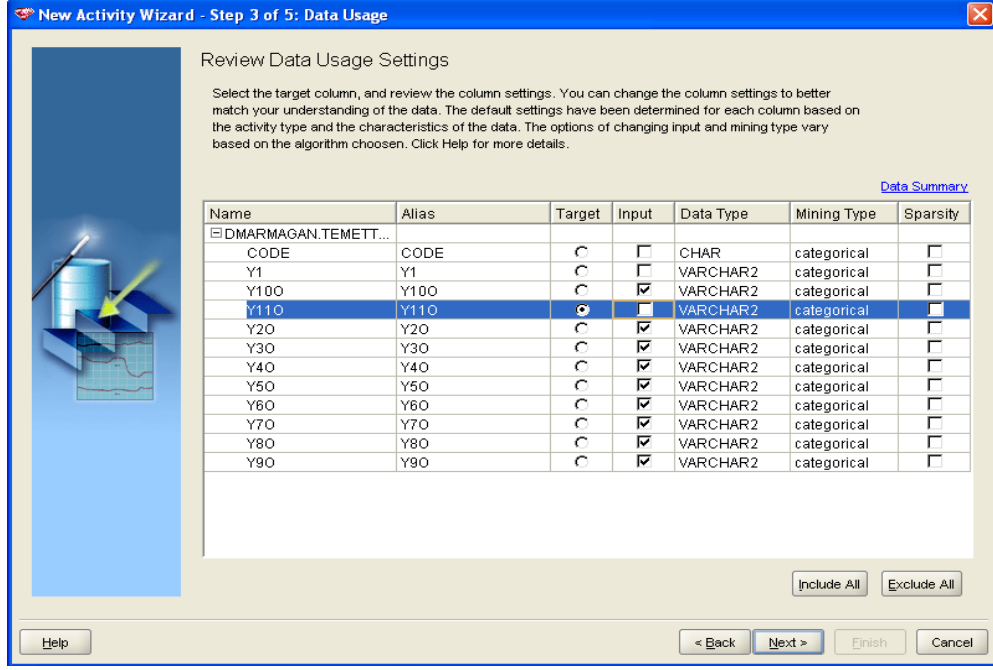 New Activity Wizard - Step 3 of 5: Data Usage
Review Data Usage Settings
Select the target column, and review the column settings. You can change the column settings to better
match your understanding of the data. The default settings have been determined for each column based on
the activity type and the characteristics of the data. The options of changing input and mining type vary
based on the algorithm choosen. Click Help for more details.
Data Summary
Name Alias Target Input Data Type Mining Type Sparsity
DMARMAGAN.TEMETT...
CODE CODE CHAR categorical
Y1 Y1 VARCHAR2 categorical
Y10O Y10O VARCHAR2 categorical
Y11O Y11O VARCHAR2 categorical
Y2O Y2O VARCHAR2 categorical
Y3O Y3O VARCHAR2 categorical
Y4O Y4O VARCHAR2 categorical
Y5O Y5O VARCHAR2 categorical
Y6O Y6O VARCHAR2 categorical
Y7O Y7O VARCHAR2 categorical
Y8O Y8O VARCHAR2 categorical
Y9O Y9O VARCHAR2 categorical
Include All Exclude All
Help < Back Next > Finish Cancel